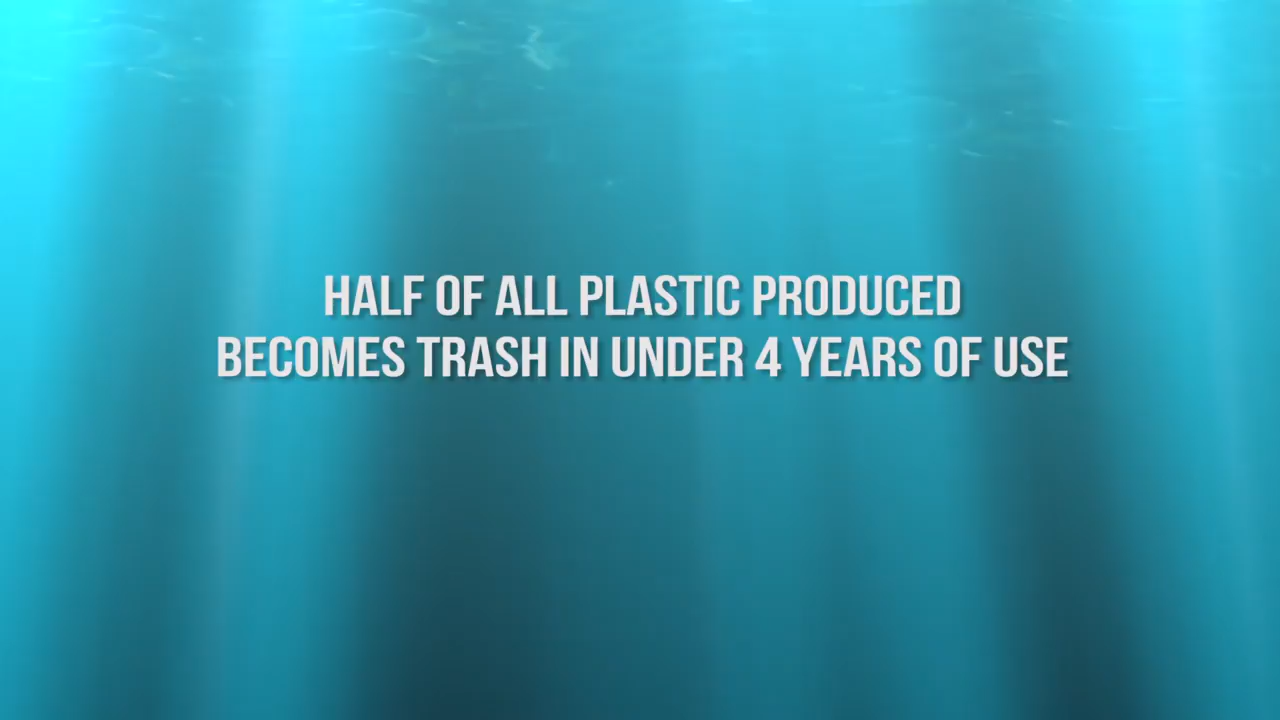 HALF OF ALL PLASTIC PRODUCED
BECOMES TRASH IN UNDER 4 YEARS OF USE